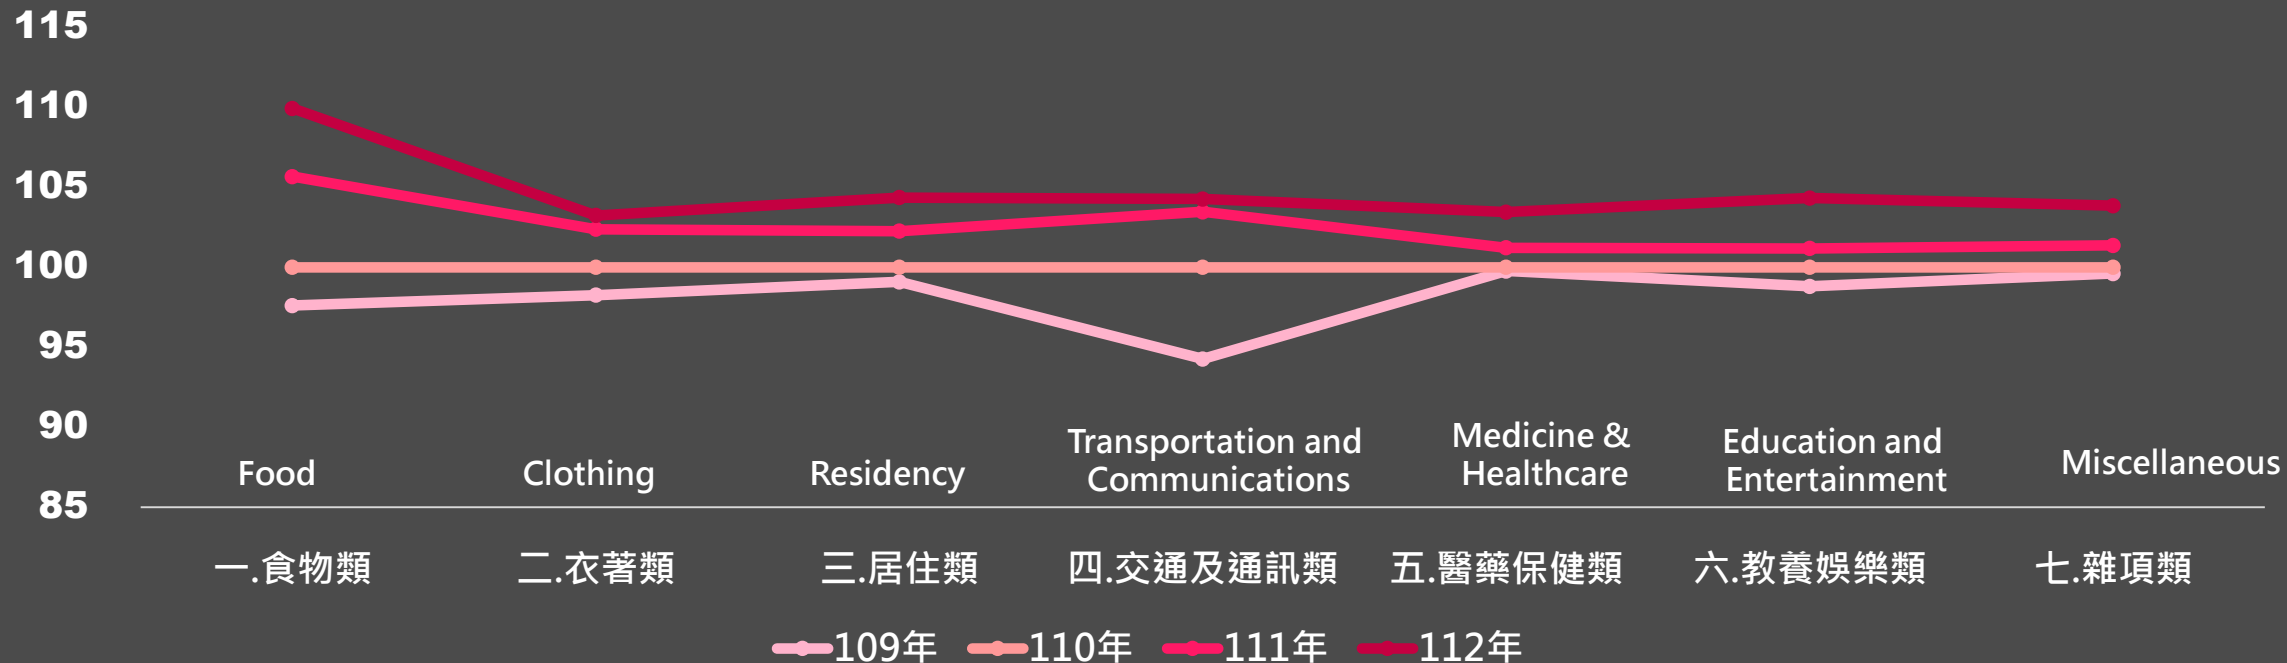 115
110
105
100
95
90
85
Food
Clothing
Residency
Transportation and
Communications
Medicine &
Healthcare
Education and
Entertainment
Miscellaneous
一.食物類
二.衣著類
三.居住類
四.交通及通訊類
五.醫藥保健類
六.教養娛樂類
七.雜項類
109年
110年
111年
112年